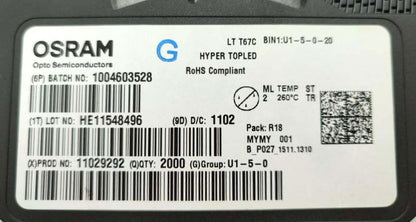 OSRAM
Opto Semiconductors
G
LT T67C BIN1:U1-5-0-20
HYPER TOPLED
RoHS Compliant
(6P) BATCH NO: 1004603528
ML TEMP ST
2 260°C TR
(1T) LOT NO: HE11548496 (9D) D/C: 1102
Pack: R18
MYMY 001
B_P027_1511.1310
(X)PROD NO: 11029292 (Q)QTY: 2000 (G)Group: U1-5-0